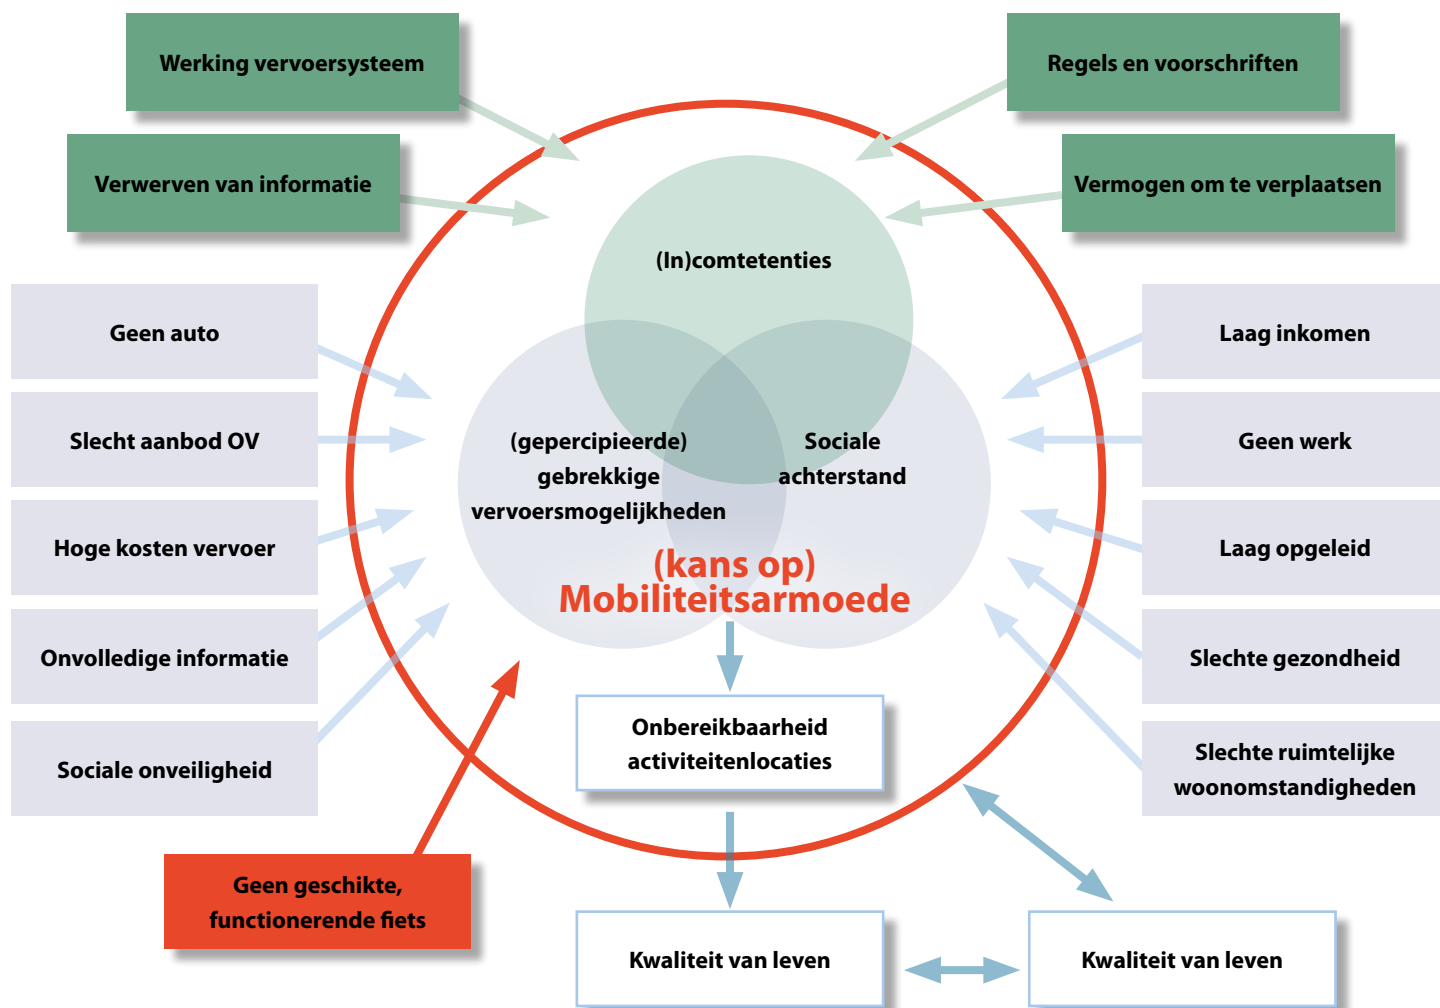 Werking vervoersysteem
Regels en voorschriften
Verwerven van informatie
Vermogen om te verplaatsen
(In)comtetenties
Geen auto
Slecht aanbod OV
Hoge kosten vervoer
Onvolledige informatie
Sociale onveiligheid
(gepercipieerde)
gebrekkige
vervoersmogelijkheden
Sociale
achterstand
Laag inkomen
Geen werk
Laag opgeleid
Slechte gezondheid
Slechte ruimtelijke
woonomstandigheden
(kans op)
Mobiliteitsarmoede
Onbereikbaarheid
activiteitenlocaties
Geen geschikte,
functionerende fiets
Kwaliteit van leven
Kwaliteit van leven